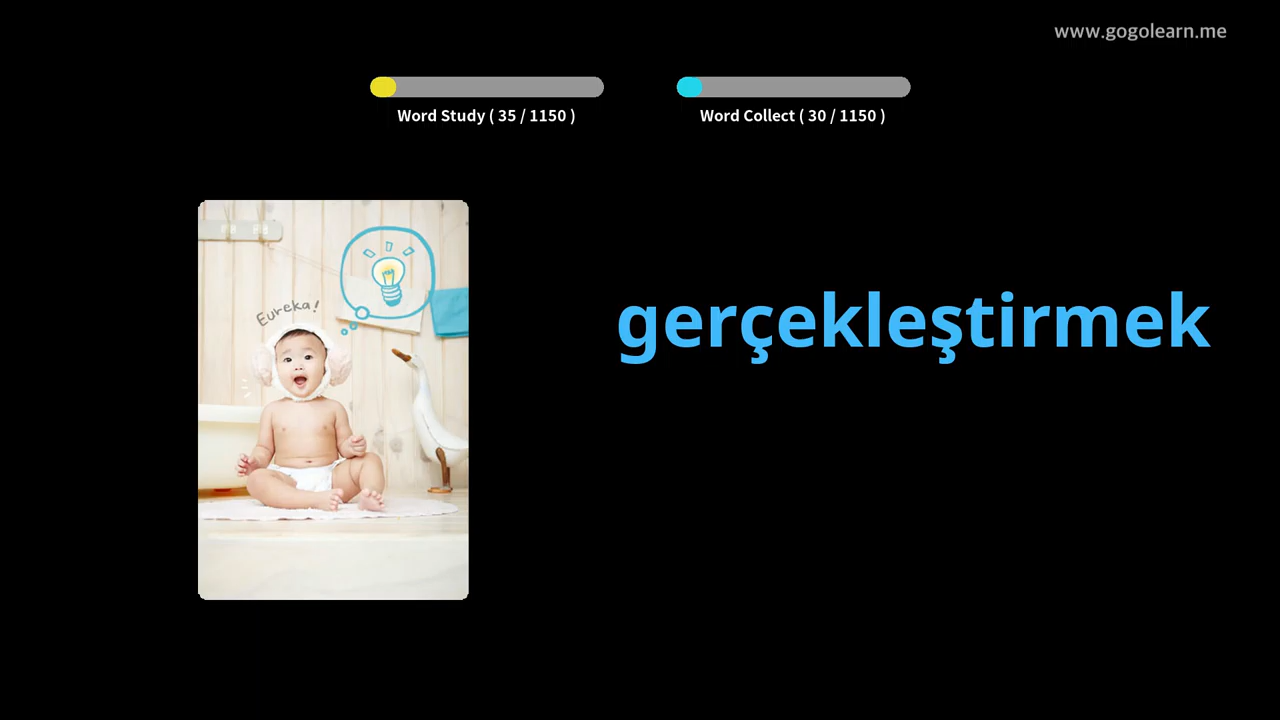 www.gogolearn.me
Word Study ( 35 / 1150 )
Word Collect ( 30 / 1150 )
Eureka!
gerçekleştirmek